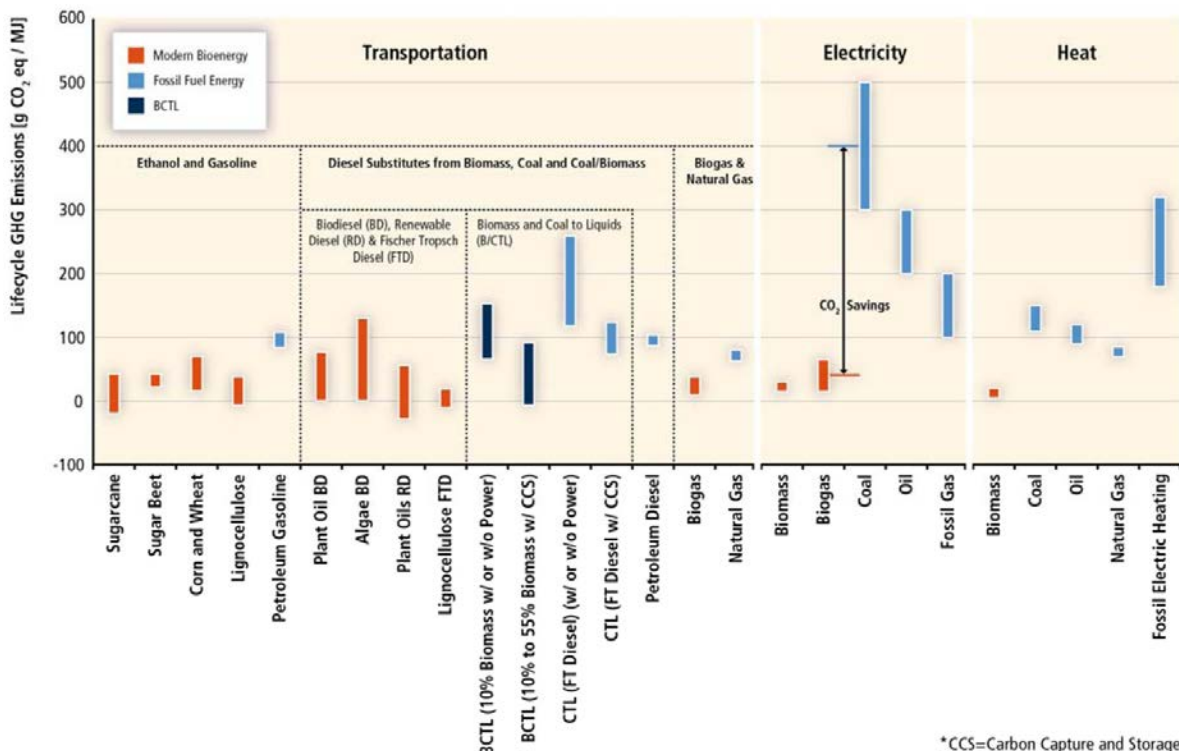 Lifecycle GHG Emissions [g CO2 eq / MJ]
600
500
400
300
200
100
0
-100
Modern Bioenergy
Fossil Fuel Energy
BCTL
Transportation
Electricity
Heat
Ethanol and Gasoline
Diesel Substitutes from Biomass, Coal and Coal/Biomass
Biogas &
Natural Gas
Biodiesel (BD), Renewable
Diesel (RD) & Fischer Tropsch
Diesel (FTD)
Biomass and Coal to Liquids
(B/CTL)
CO2 Savings
Sugarcane
Sugar Beet
Corn and Wheat
Lignocellulose
Petroleum Gasoline
Plant Oil BD
Algae BD
Plant Oils RD
Lignocellulose FTD
BCTL (10% Biomass w/ or w/o Power)
BCTL (10% to 55% Biomass w/ CCS)
CTL (FT Diesel) (w/ or w/o Power)
CTL (FT Diesel w/ CCS)
Petroleum Diesel
Biogas
Natural Gas
Biomass
Biogas
Coal
Oil
Fossil Gas
Biomass
Coal
Oil
Natural Gas
Fossil Electric Heating
*CCS=Carbon Capture and Storage